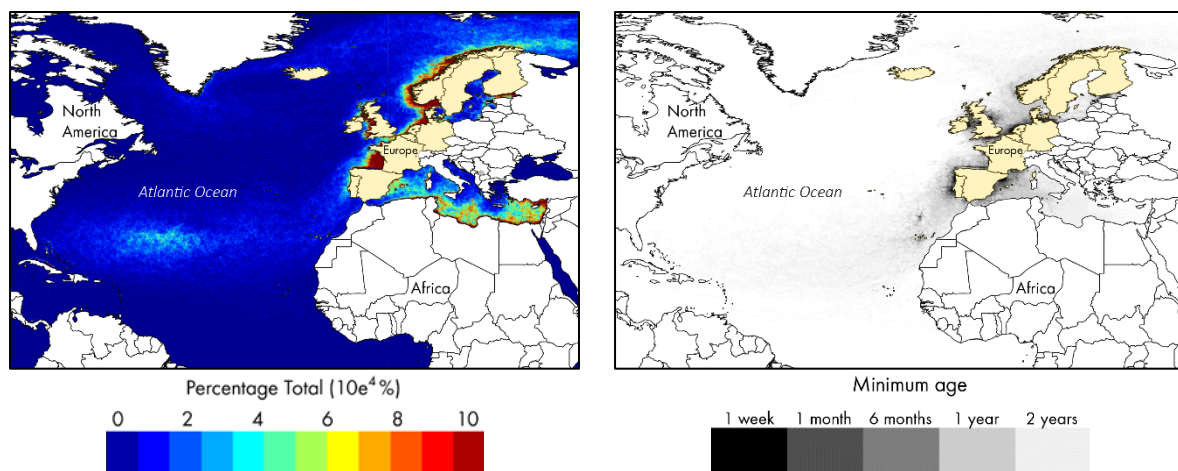 North
America
Europe
Atlantic Ocean
Africa
Percentage Total (10e⁴ %)
0 2 4 6 8 10
North
America
Europe
Atlantic Ocean
Africa
Minimum age
1 week 1 month 6 months 1 year 2 years